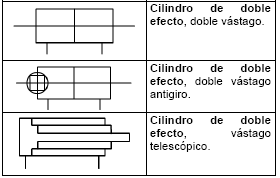 Cilindro de doble
efecto, doble vástago.
Cilindro de doble
efecto, doble vástago
antigiro.
Cilindro de doble
efecto, vástago
telescópico.